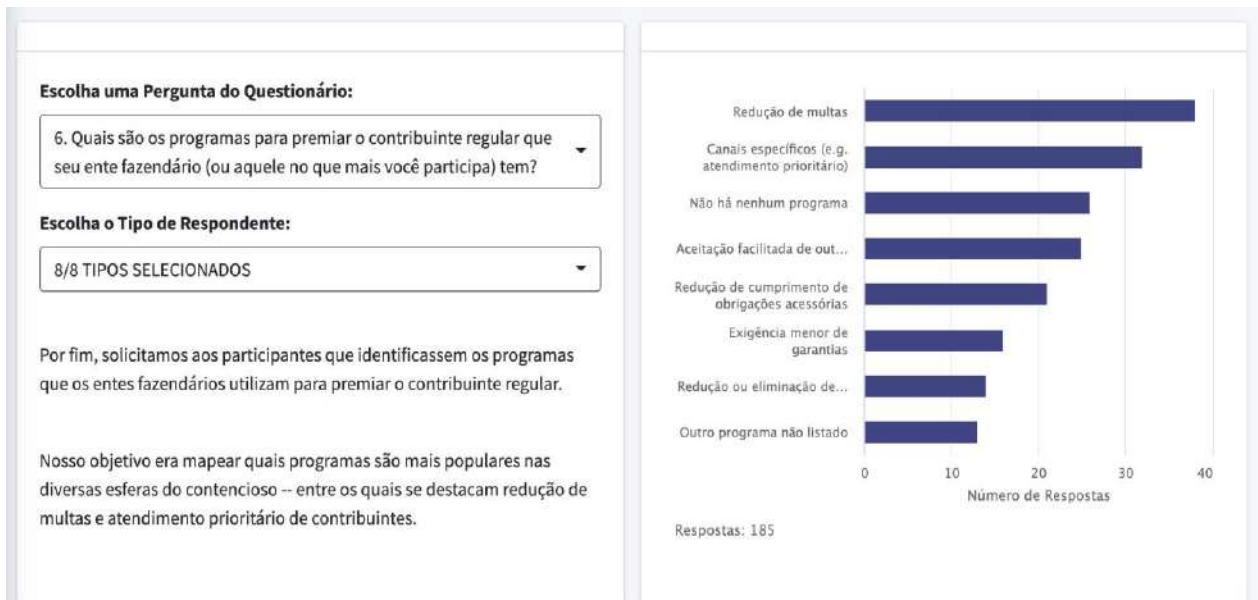 Escolha uma Pergunta do Questionário:
6. Quais são os programas para premiar o contribuinte regular que
seu ente fazendário (ou aquele no que mais você participa) tem?
Escolha o Tipo de Respondente:
8/8 TIPOS SELECIONADOS
Por fim, solicitamos aos participantes que identificassem os programas
que os entes fazendários utilizam para premiar o contribuinte regular.
Nosso objetivo era mapear quais programas são mais populares nas
diversas esferas do contencioso -- entre os quais se destacam redução de
multas e atendimento prioritário de contribuintes.
Redução de multas
Canais específicos (e.g.
atendimento prioritário)
Não há nenhum programa
Aceitação facilitada de out...
Redução de cumprimento de
obrigações acessórias
Exigência menor de
garantias
Redução ou eliminação de...
Outro programa não listado
0 10 20 30 40
Número de Respostas
Respostas: 185